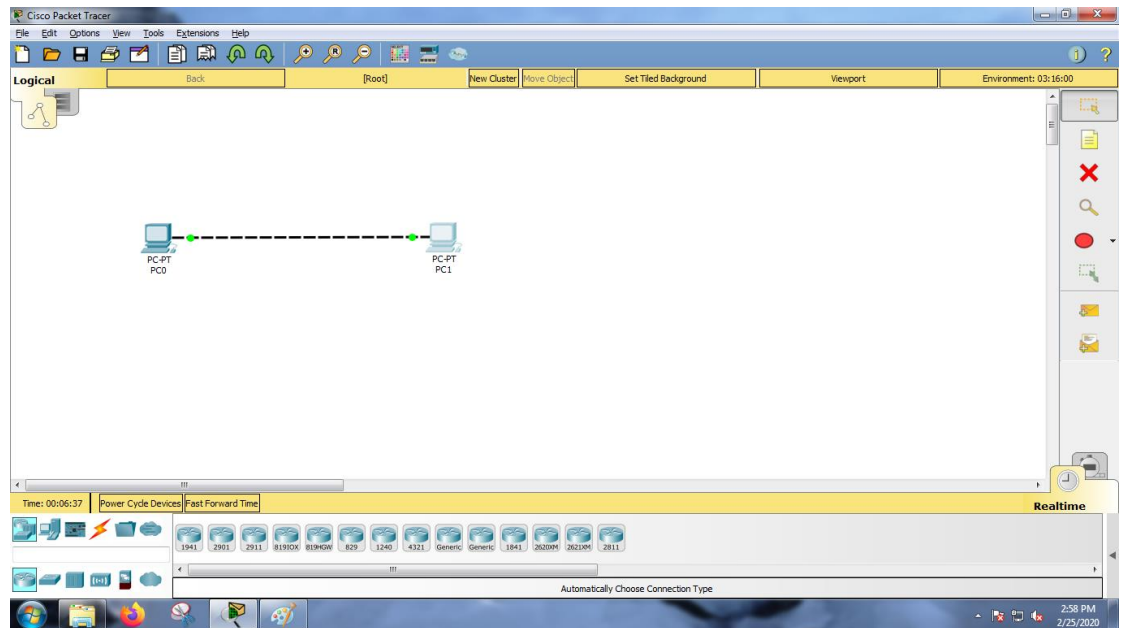 Cisco Packet Tracer
File Edit Options View Tools Extensions Help
Logical Back [Root] New Cluster Move Object Set Tiled Background Viewport Environment: 03:16:00
PC-PT
PC0
PC-PT
PC1
Time: 00:06:37 Power Cycle Devices Fast Forward Time Realtime
1941 2901 2911 819IOX 819HGW 829 1240 4321 Generic Generic 1841 2620XM 2621XM 2811
Automatically Choose Connection Type
2:58 PM
2/25/2020